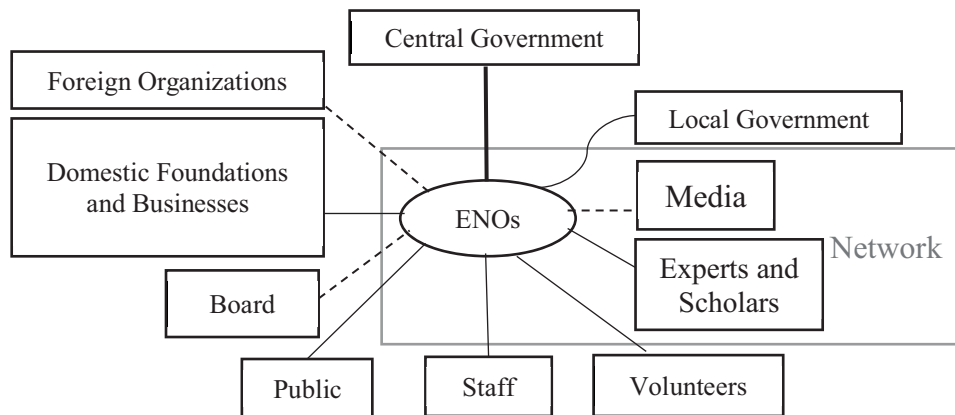 Central Government
Foreign Organizations
Local Government
Domestic Foundations
and Businesses
Media
ENOs
Network
Experts and
Scholars
Board
Public
Staff
Volunteers